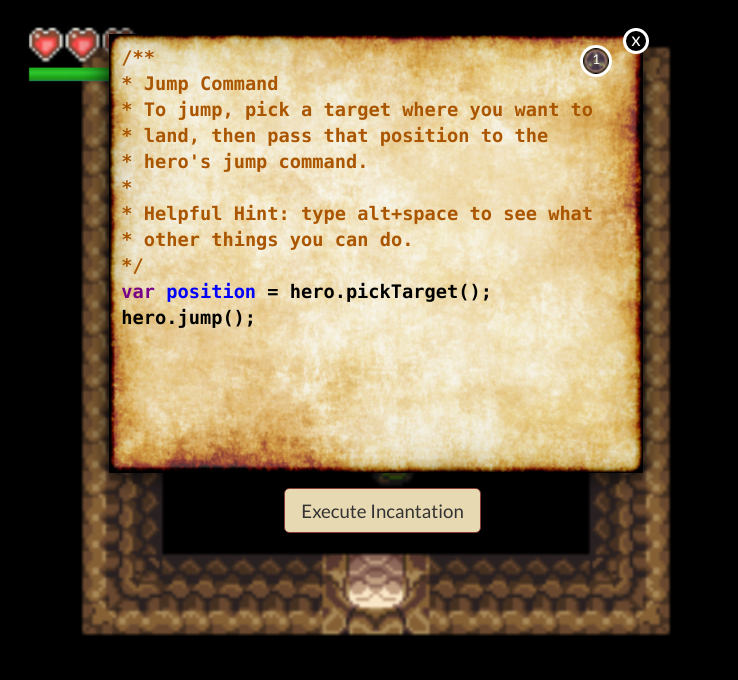 /**
* Jump Command
* To jump, pick a target where you want to
* land, then pass that position to the
* hero's jump command.
*
* Helpful Hint: type alt+space to see what
* other things you can do.
*/
var position = hero.pickTarget();
hero.jump();
1
X
Execute Incantation